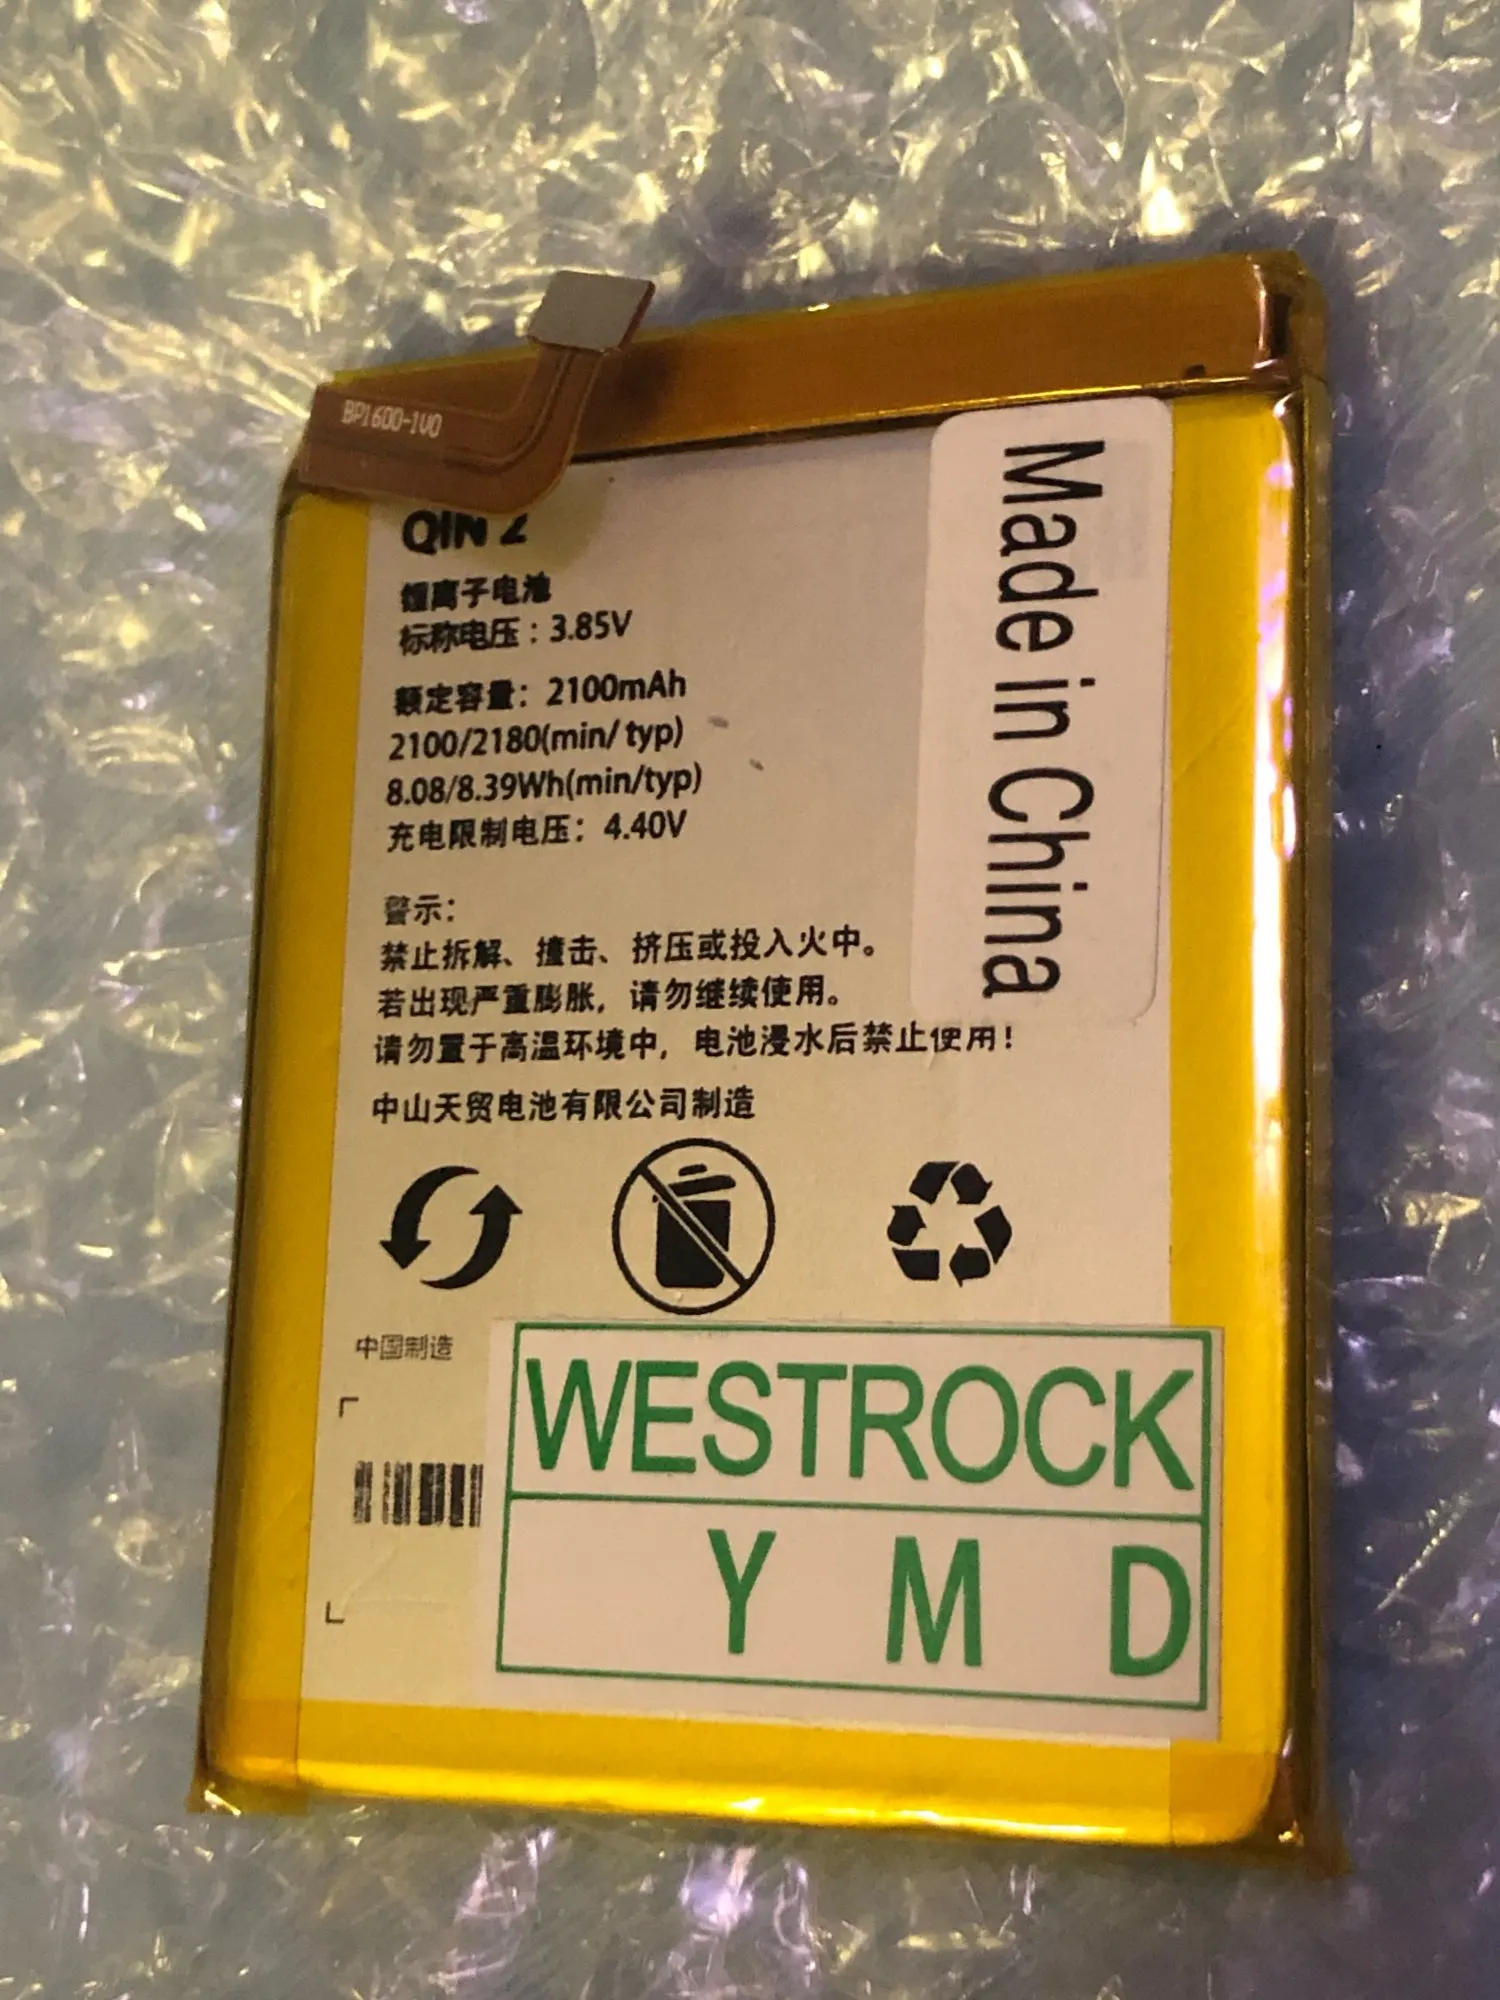 BP1600-1V0
QIN 2
锂离子电池
标称电压：3.85V
额定容量：2100mAh
2100/2180(min/ typ)
8.08/8.39Wh(min/typ)
充电限制电压：4.40V
警示：
禁止拆解、撞击、挤压或投入火中。
若出现严重膨胀，请勿继续使用。
请勿置于高温环境中，电池浸水后禁止使用！
中山天贸电池有限公司制造
中国制造
Made in China
WESTROCK
Y M D